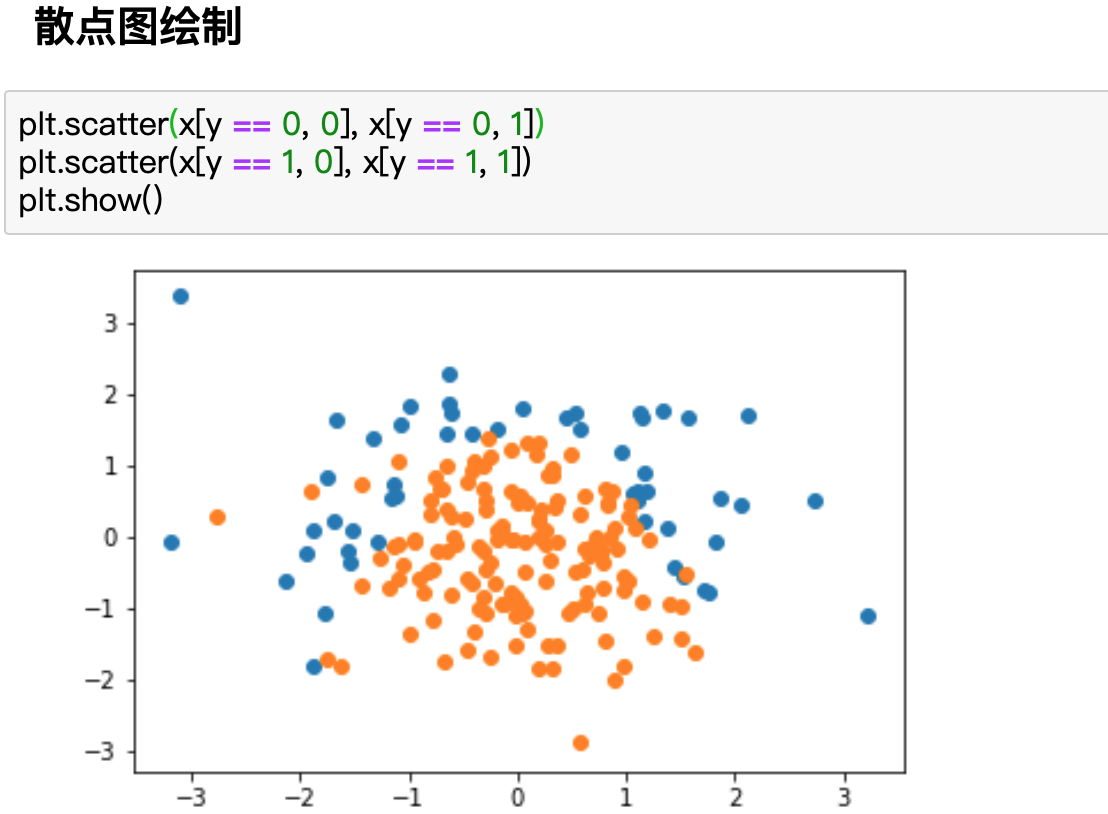 散点图绘制
plt.scatter(x[y == 0, 0], x[y == 0, 1])
plt.scatter(x[y == 1, 0], x[y == 1, 1])
plt.show()
3
2
1
0
−1
−2
−3
−3 −2 −1 0 1 2 3